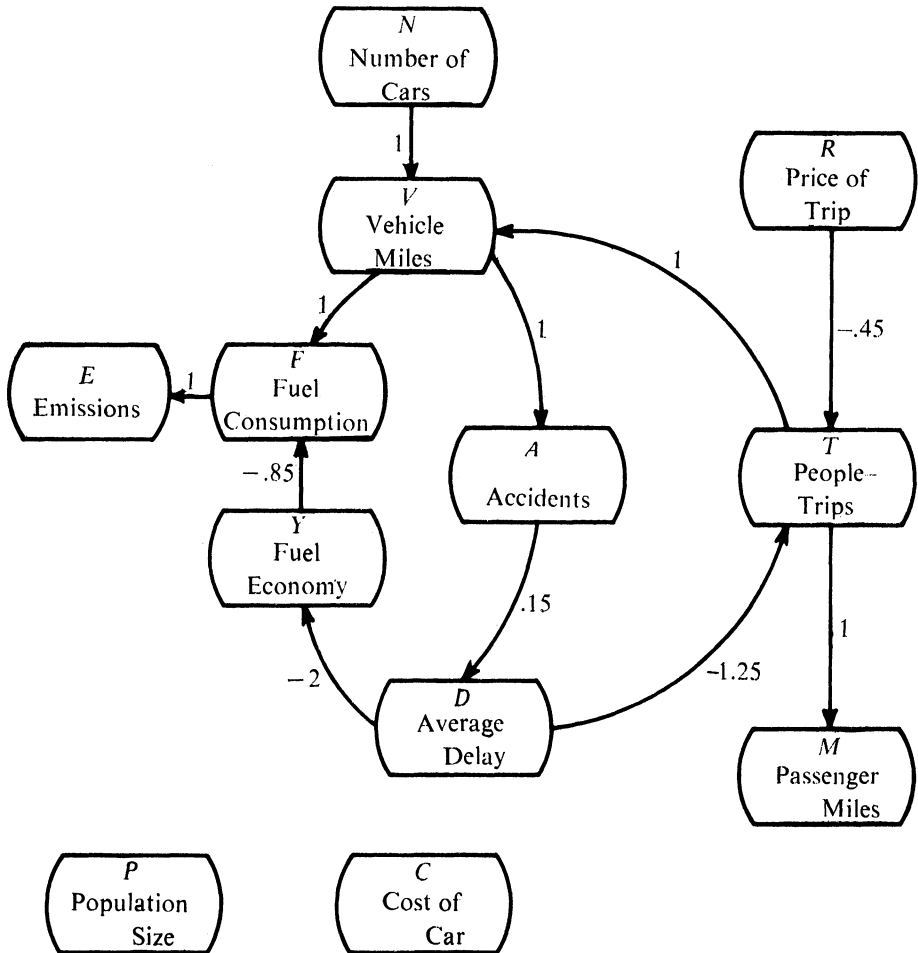 N
Number of
Cars
1
R
Price of
Trip
V
Vehicle
Miles
1
1
1
-.45
E
Emissions
1
F
Fuel
Consumption
A
Accidents
T
People-
Trips
-.85
Y
Fuel
Economy
.15
1
-2
-1.25
D
Average
Delay
M
Passenger
Miles
P
Population
Size
C
Cost of
Car